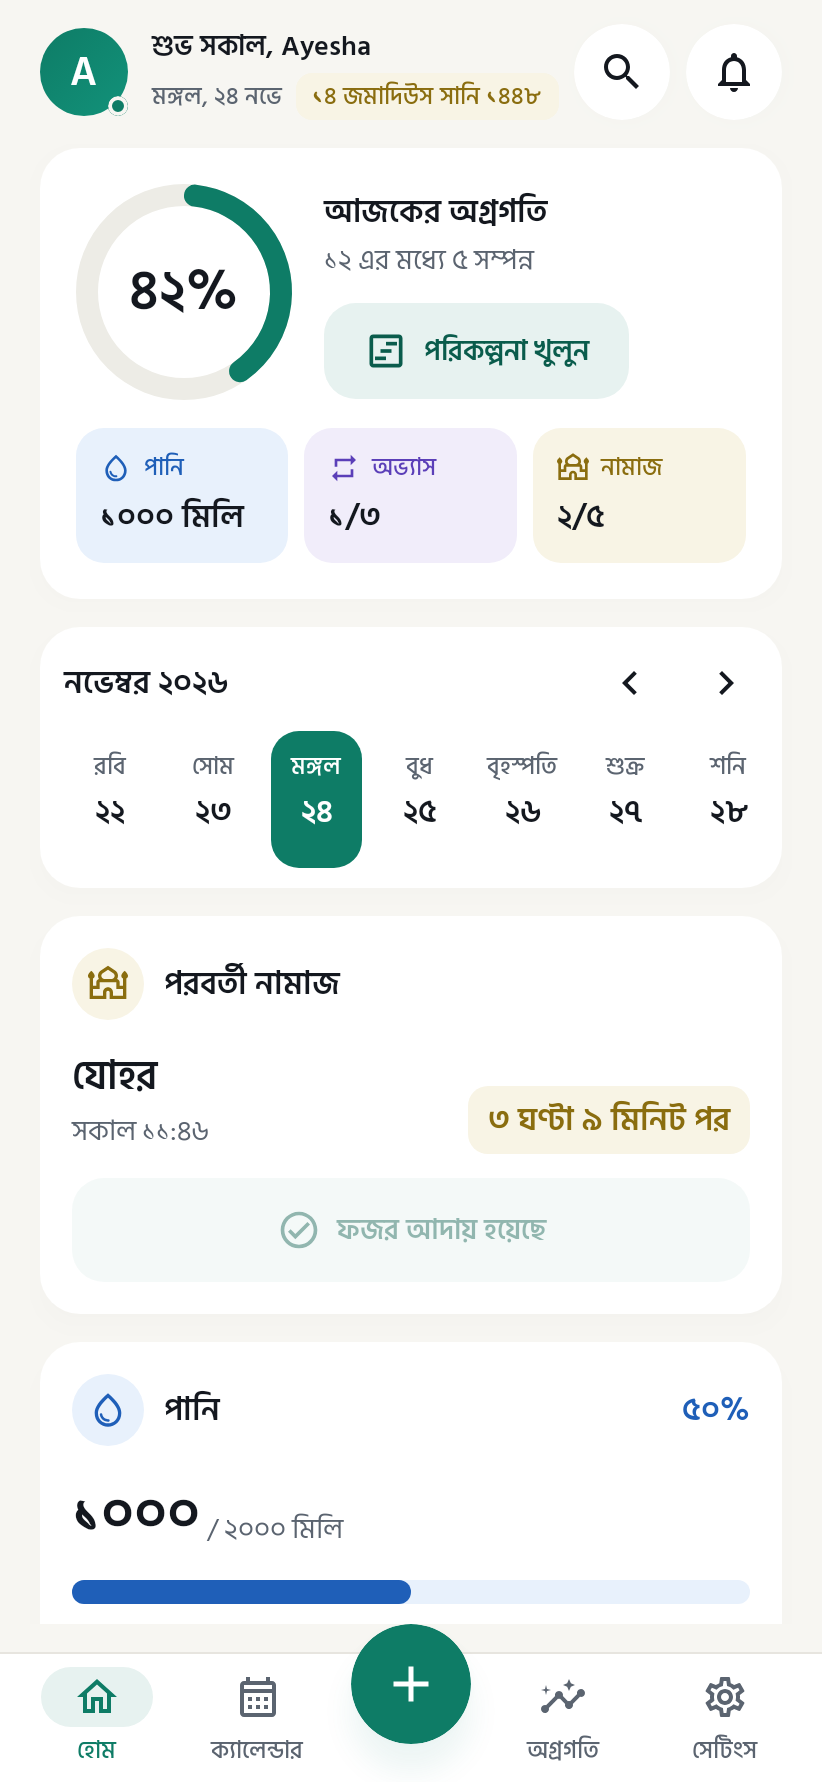 A
শুভ সকাল, Ayesha
মঙ্গল, ২৪ নভে
১৪ জমাদিউস সানি ১৪৪৮
৪২%
আজকের অগ্রগতি
১২ এর মধ্যে ৫ সম্পন্ন
পরিকল্পনা খুলুন
পানি
১০০০ মিলি
অভ্যাস
১/৩
নামাজ
২/৫
নভেম্বর ২০২৬
রবি সোম মঙ্গল বুধ বৃহস্পতি শুক্র শনি
২২ ২৩ ২৪ ২৫ ২৬ ২৭ ২৮
পরবর্তী নামাজ
যোহর
সকাল ১১:৪৬
৩ ঘণ্টা ৯ মিনিট পর
ফজর আদায় হয়েছে
পানি
৫০%
১০০০ / ২০০০ মিলি
হোম ক্যালেন্ডার অগ্রগতি সেটিংস